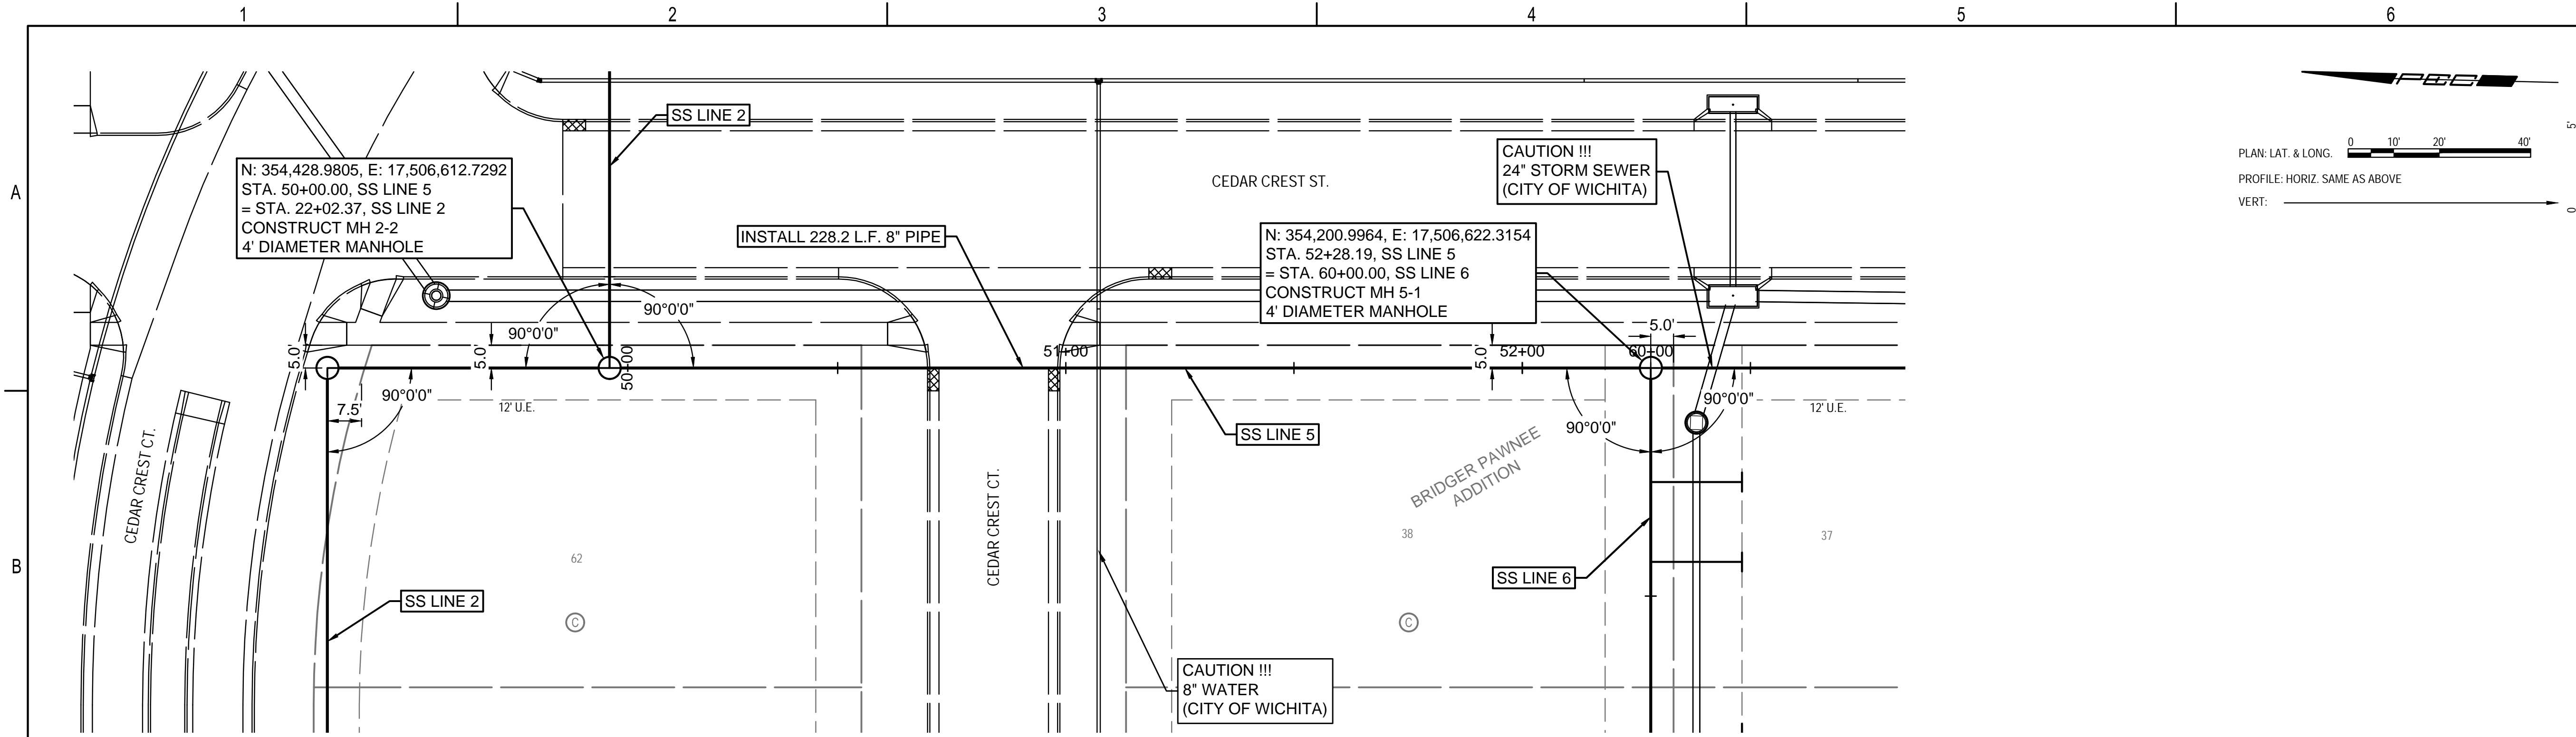 1
2
3
4
5
6
A
B
PEC
PLAN: LAT. & LONG.
0 10' 20' 40'
PROFILE: HORIZ. SAME AS ABOVE
VERT:
0
5'
SS LINE 2
CAUTION !!!
24" STORM SEWER
(CITY OF WICHITA)
CEDAR CREST ST.
N: 354,428.9805, E: 17,506,612.7292
STA. 50+00.00, SS LINE 5
= STA. 22+02.37, SS LINE 2
CONSTRUCT MH 2-2
4' DIAMETER MANHOLE
INSTALL 228.2 L.F. 8" PIPE
N: 354,200.9964, E: 17,506,622.3154
STA. 52+28.19, SS LINE 5
= STA. 60+00.00, SS LINE 6
CONSTRUCT MH 5-1
4' DIAMETER MANHOLE
90°0'0"
90°0'0"
5.0'
5.0'
50+00
51+00
5.0'
52+00
60+00
5.0'
7.5'
90°0'0"
12' U.E.
90°0'0"
90°0'0"
12' U.E.
SS LINE 5
BRIDGER PAWNEE
ADDITION
CEDAR CREST CT.
CEDAR CREST CT.
62
38
37
SS LINE 6
SS LINE 2
C
C
CAUTION !!!
8" WATER
(CITY OF WICHITA)